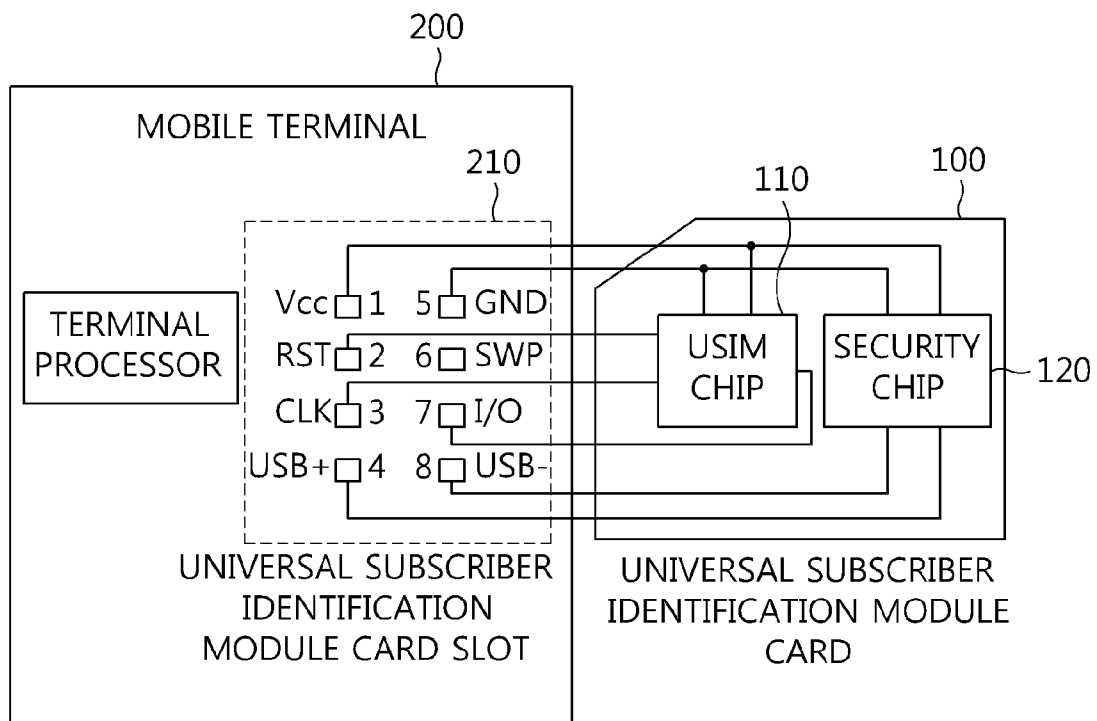 200
MOBILE TERMINAL
210
110
100
Vcc 1 5 GND
TERMINAL
PROCESSOR
RST 2 6 SWP
CLK 3 7 I/O
USB+ 4 8 USB-
USIM
CHIP
SECURITY
CHIP
120
UNIVERSAL SUBSCRIBER
IDENTIFICATION
MODULE CARD SLOT
UNIVERSAL SUBSCRIBER
IDENTIFICATION MODULE
CARD